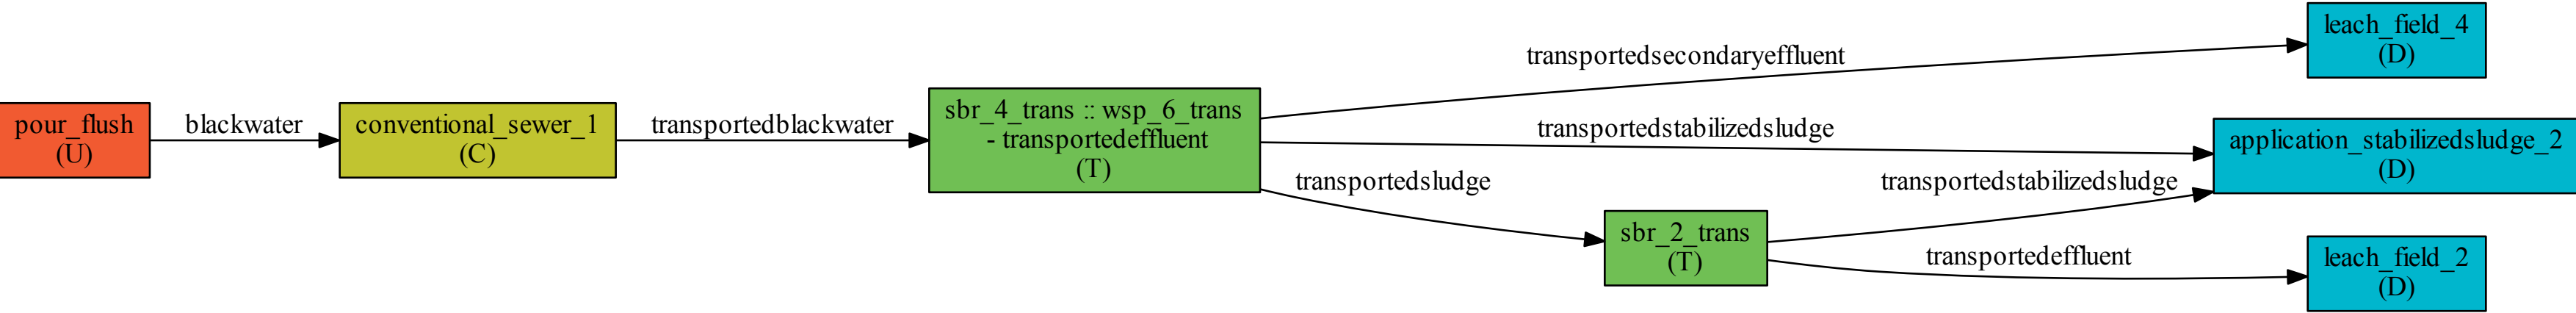 pour_flush
(U)
blackwater
conventional_sewer_1
(C)
transportedblackwater
sbr_4_trans :: wsp_6_trans
- transportedeffluent
(T)
transportedsecondaryeffluent
transportedstabilizedsludge
transportedsludge
sbr_2_trans
(T)
transportedstabilizedsludge
transportedeffluent
leach_field_4
(D)
application_stabilizedsludge_2
(D)
leach_field_2
(D)